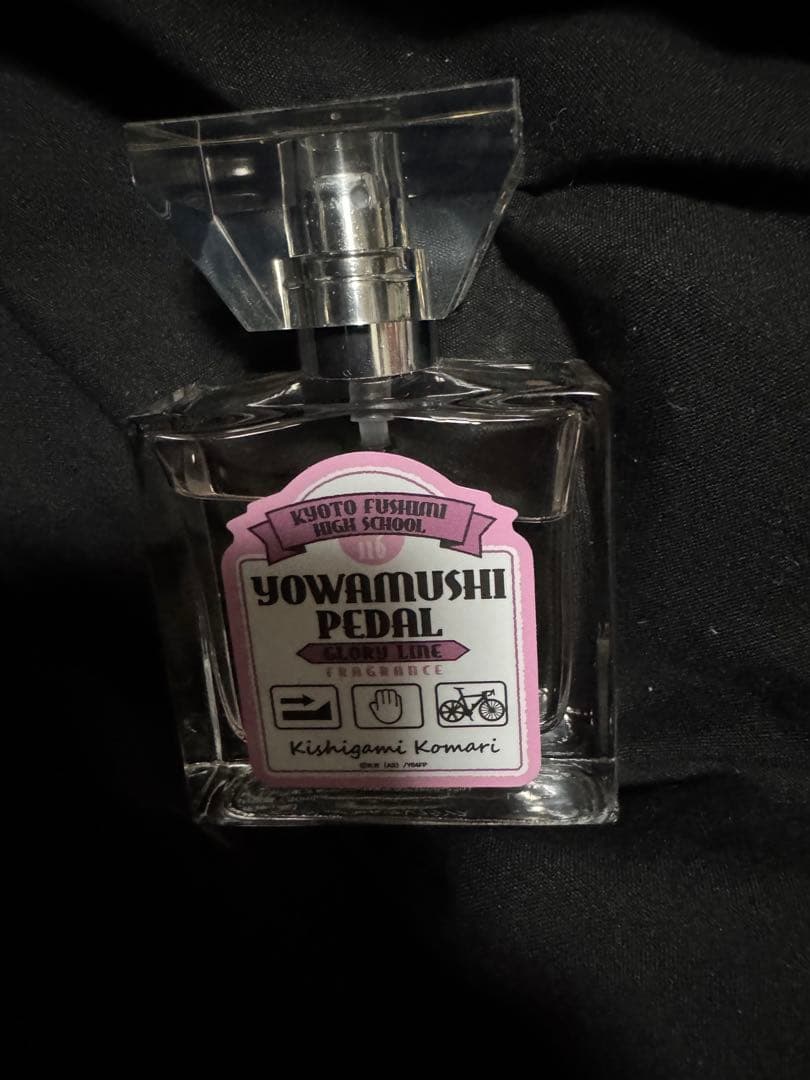 KYOTO FUSHIMI
HIGH SCHOOL
116
YOWAMUSHI
PEDAL
GLORY LINE
FRAGRANCE
Kishigami Komari